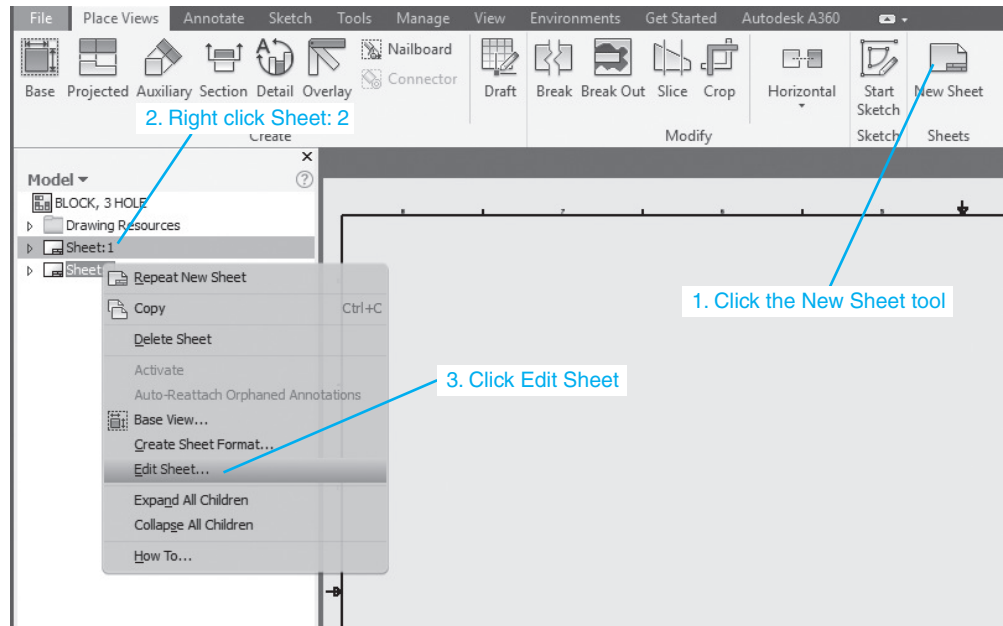 File Place Views Annotate Sketch Tools Manage View Environments Get Started Autodesk A360
Nailboard
Connector
Base Projected Auxiliary Section Detail Overlay Draft Break Break Out Slice Crop Horizontal Start Sketch New Sheet
2. Right click Sheet: 2
Create Modify Sketch Sheets
Model
BLOCK, 3 HOLE
Drawing Resources
Sheet:1
Sheet
Repeat New Sheet
Copy Ctrl+C
Delete Sheet
Activate
Auto-Reattach Orphaned Annotations
Base View...
Create Sheet Format...
Edit Sheet...
Expand All Children
Collapse All Children
How To...
1. Click the New Sheet tool
3. Click Edit Sheet